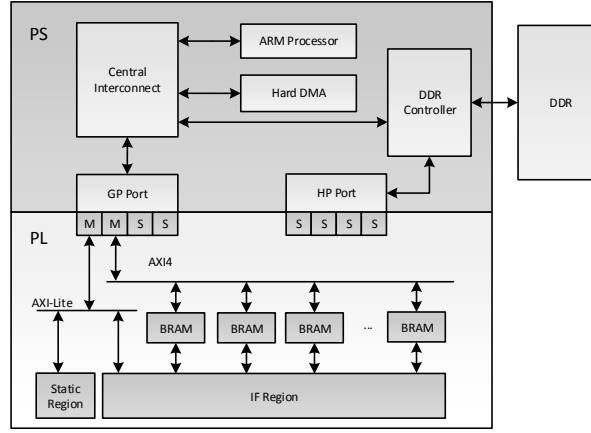 PS
ARM Processor
Central
Interconnect
Hard DMA
DDR
Controller
DDR
GP Port
HP Port
M M S S
S S S S
PL
AXI4
AXI-Lite
BRAM BRAM BRAM ... BRAM
Static
Region
IF Region